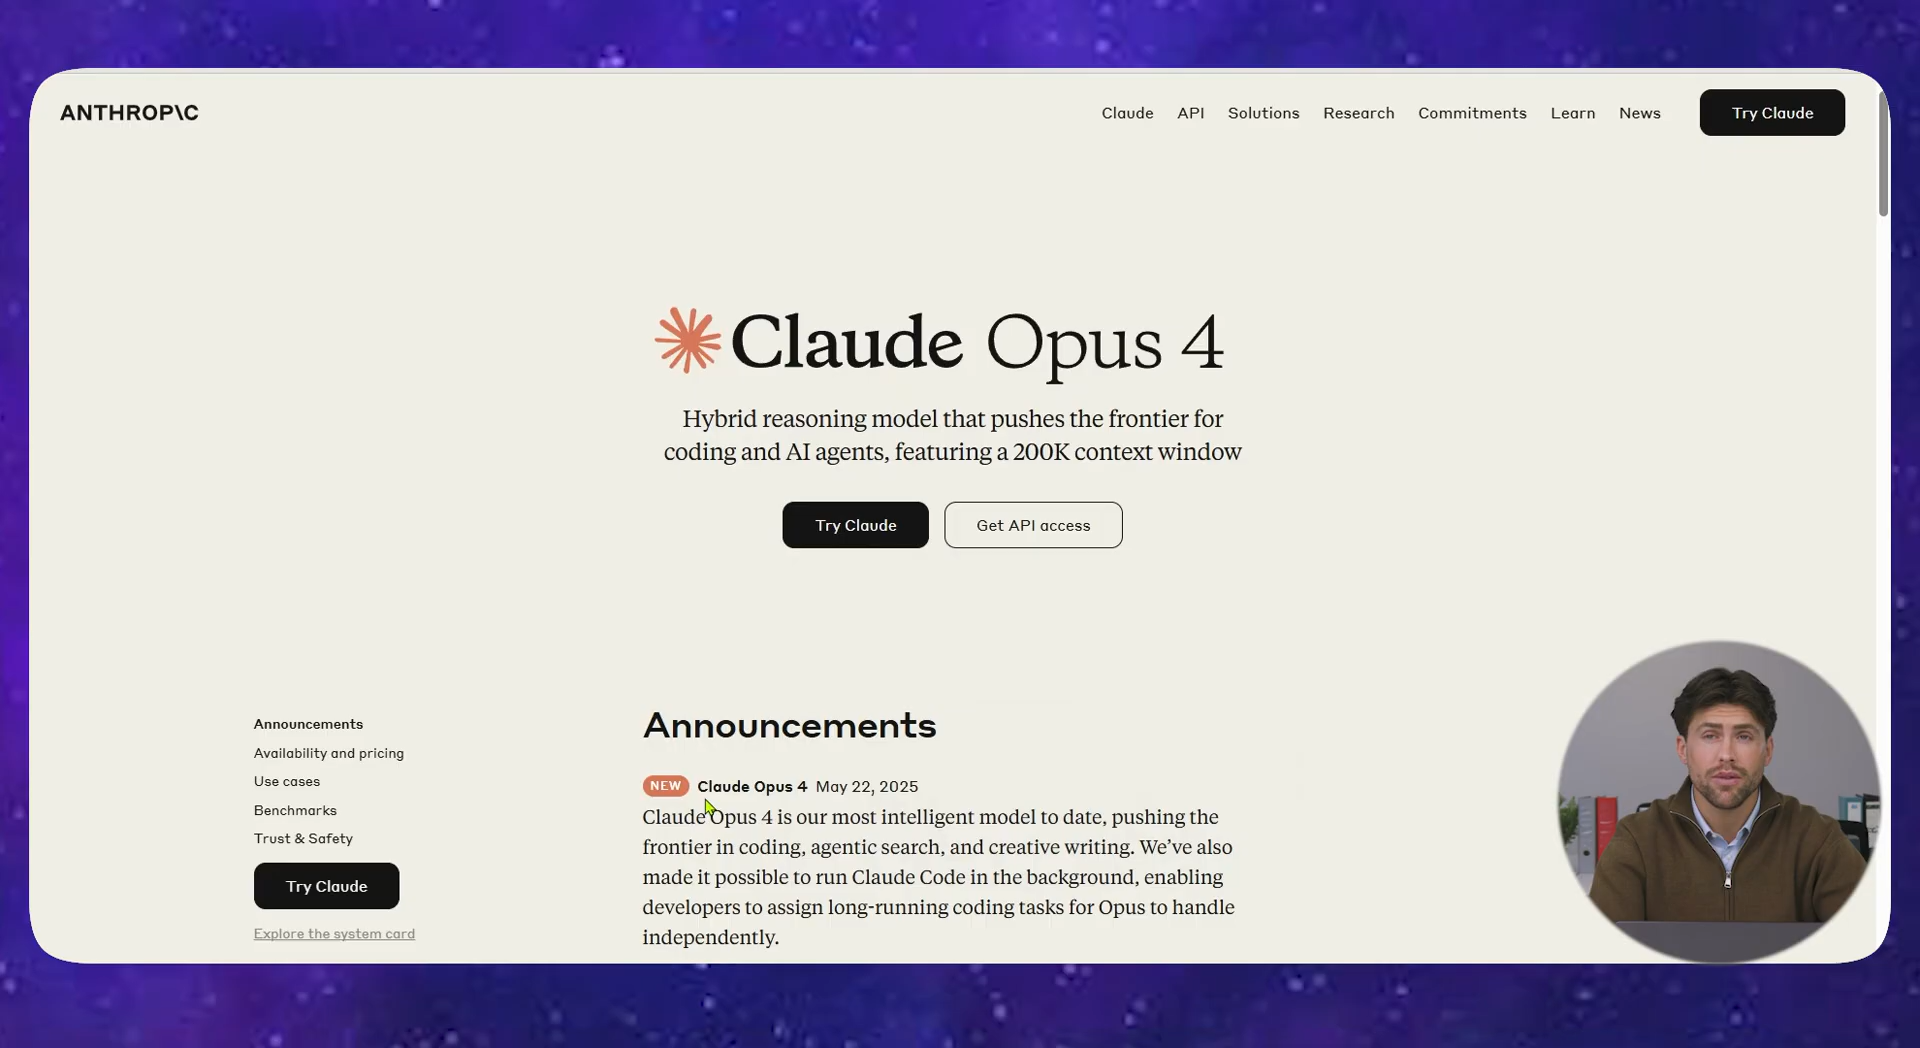 ANTHROP\C
Claude API Solutions Research Commitments Learn News Try Claude
Claude Opus 4
Hybrid reasoning model that pushes the frontier for
coding and AI agents, featuring a 200K context window
Try Claude Get API access
Announcements
Availability and pricing
Use cases
Benchmarks
Trust & Safety
Try Claude
Explore the system card
Announcements
NEW Claude Opus 4 May 22, 2025
Claude Opus 4 is our most intelligent model to date, pushing the
frontier in coding, agentic search, and creative writing. We’ve also
made it possible to run Claude Code in the background, enabling
developers to assign long-running coding tasks for Opus to handle
independently.